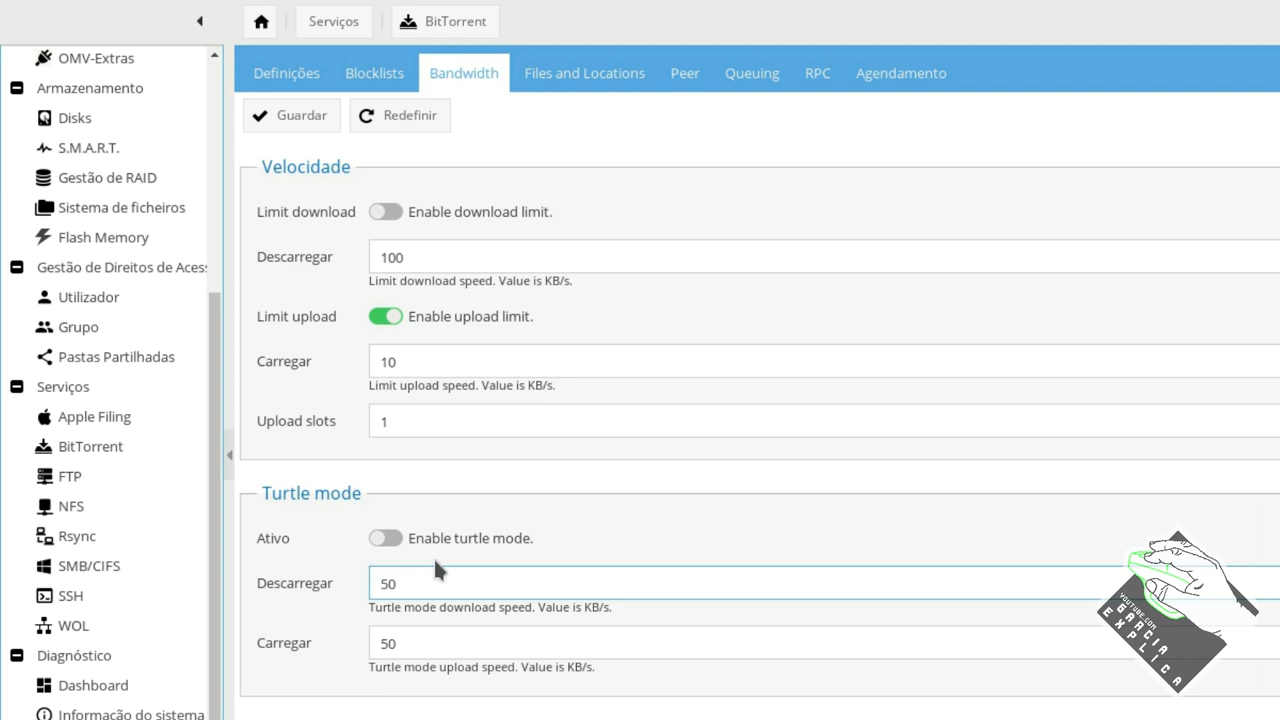 Serviços
BitTorrent
OMV-Extras
Armazenamento
Disks
S.M.A.R.T.
Gestão de RAID
Sistema de ficheiros
Flash Memory
Gestão de Direitos de Aces
Utilizador
Grupo
Pastas Partilhadas
Serviços
Apple Filing
BitTorrent
FTP
NFS
Rsync
SMB/CIFS
SSH
WOL
Diagnóstico
Dashboard
Informação do sistema
Definições
Blocklists
Bandwidth
Files and Locations
Peer
Queuing
RPC
Agendamento
Guardar
Redefinir
Velocidade
Limit download
Enable download limit.
Descarregar
100
Limit download speed. Value is KB/s.
Limit upload
Enable upload limit.
Carregar
10
Limit upload speed. Value is KB/s.
Upload slots
1
Turtle mode
Ativo
Enable turtle mode.
Descarregar
50
Turtle mode download speed. Value is KB/s.
Carregar
50
Turtle mode upload speed. Value is KB/s.
YOUTUBE.COM
GARCIA
EXPLICA